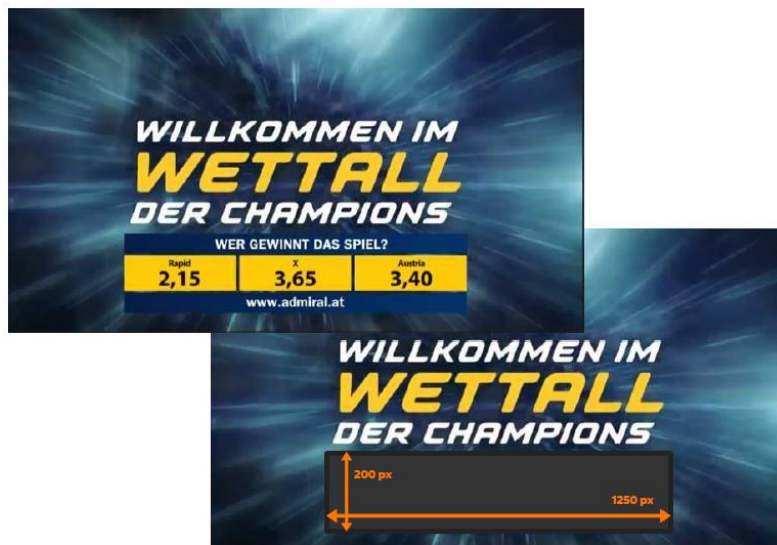 WILLKOMMEN IM
WETTALL
DER CHAMPIONS
WER GEWINNT DAS SPIEL?
Rapid X Austria
2,15 3,65 3,40
www.admiral.at
WILLKOMMEN IM
WETTALL
DER CHAMPIONS
200 px
1250 px